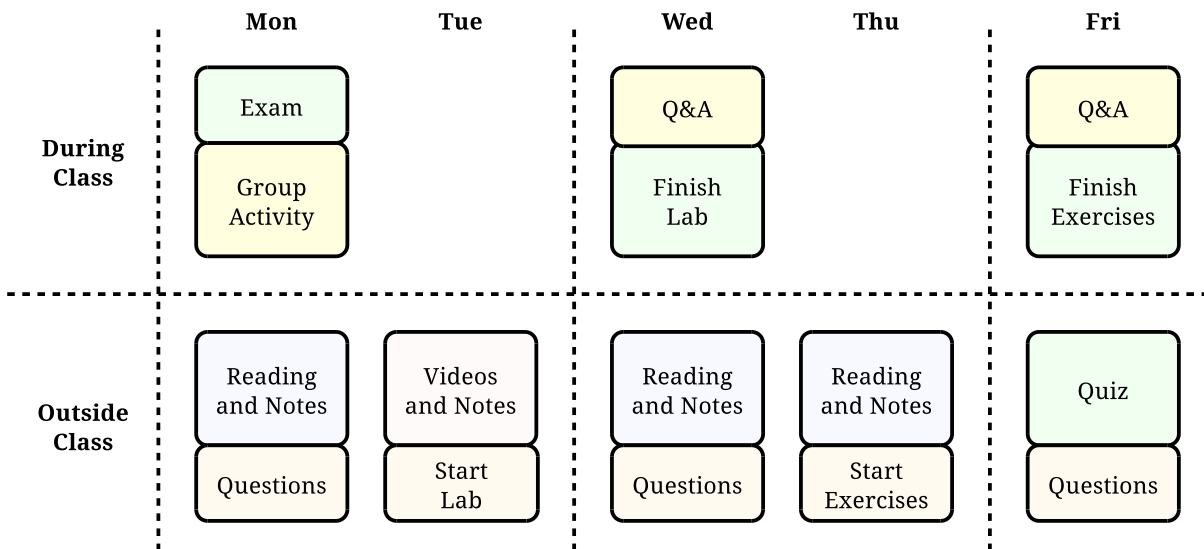 Mon
Tue
Wed
Thu
Fri
During
Class
Exam
Group
Activity
Q&A
Finish
Lab
Q&A
Finish
Exercises
Outside
Class
Reading
and Notes
Questions
Videos
and Notes
Start
Lab
Reading
and Notes
Questions
Reading
and Notes
Start
Exercises
Quiz
Questions